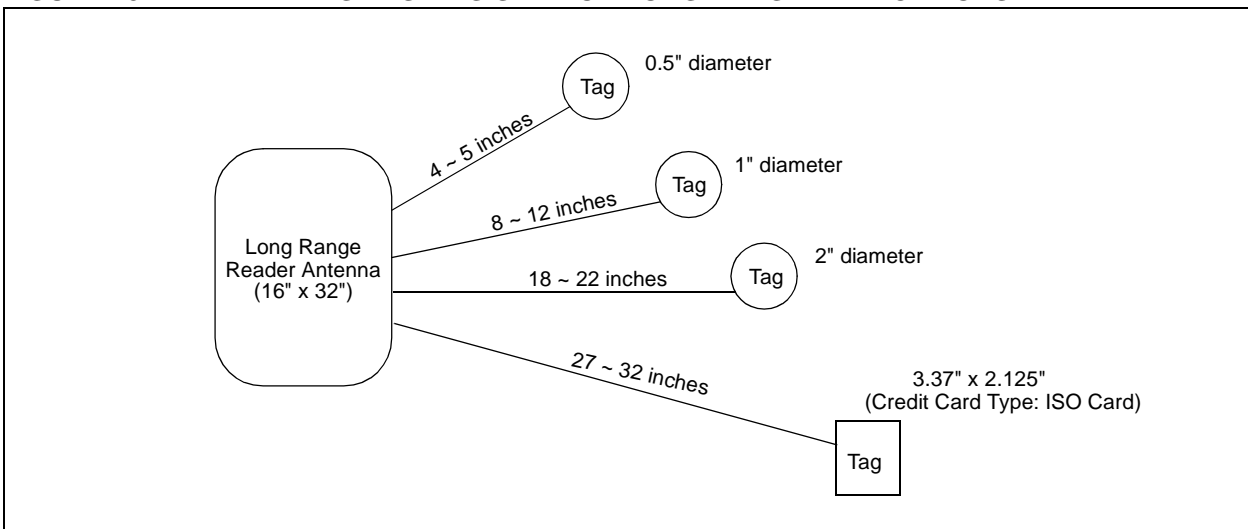 0.5" diameter
Tag
4 ~ 5 inches
1" diameter
Tag
8 ~ 12 inches
Long Range
Reader Antenna
(16" x 32")
2" diameter
Tag
18 ~ 22 inches
27 ~ 32 inches
3.37" x 2.125"
(Credit Card Type: ISO Card)
Tag